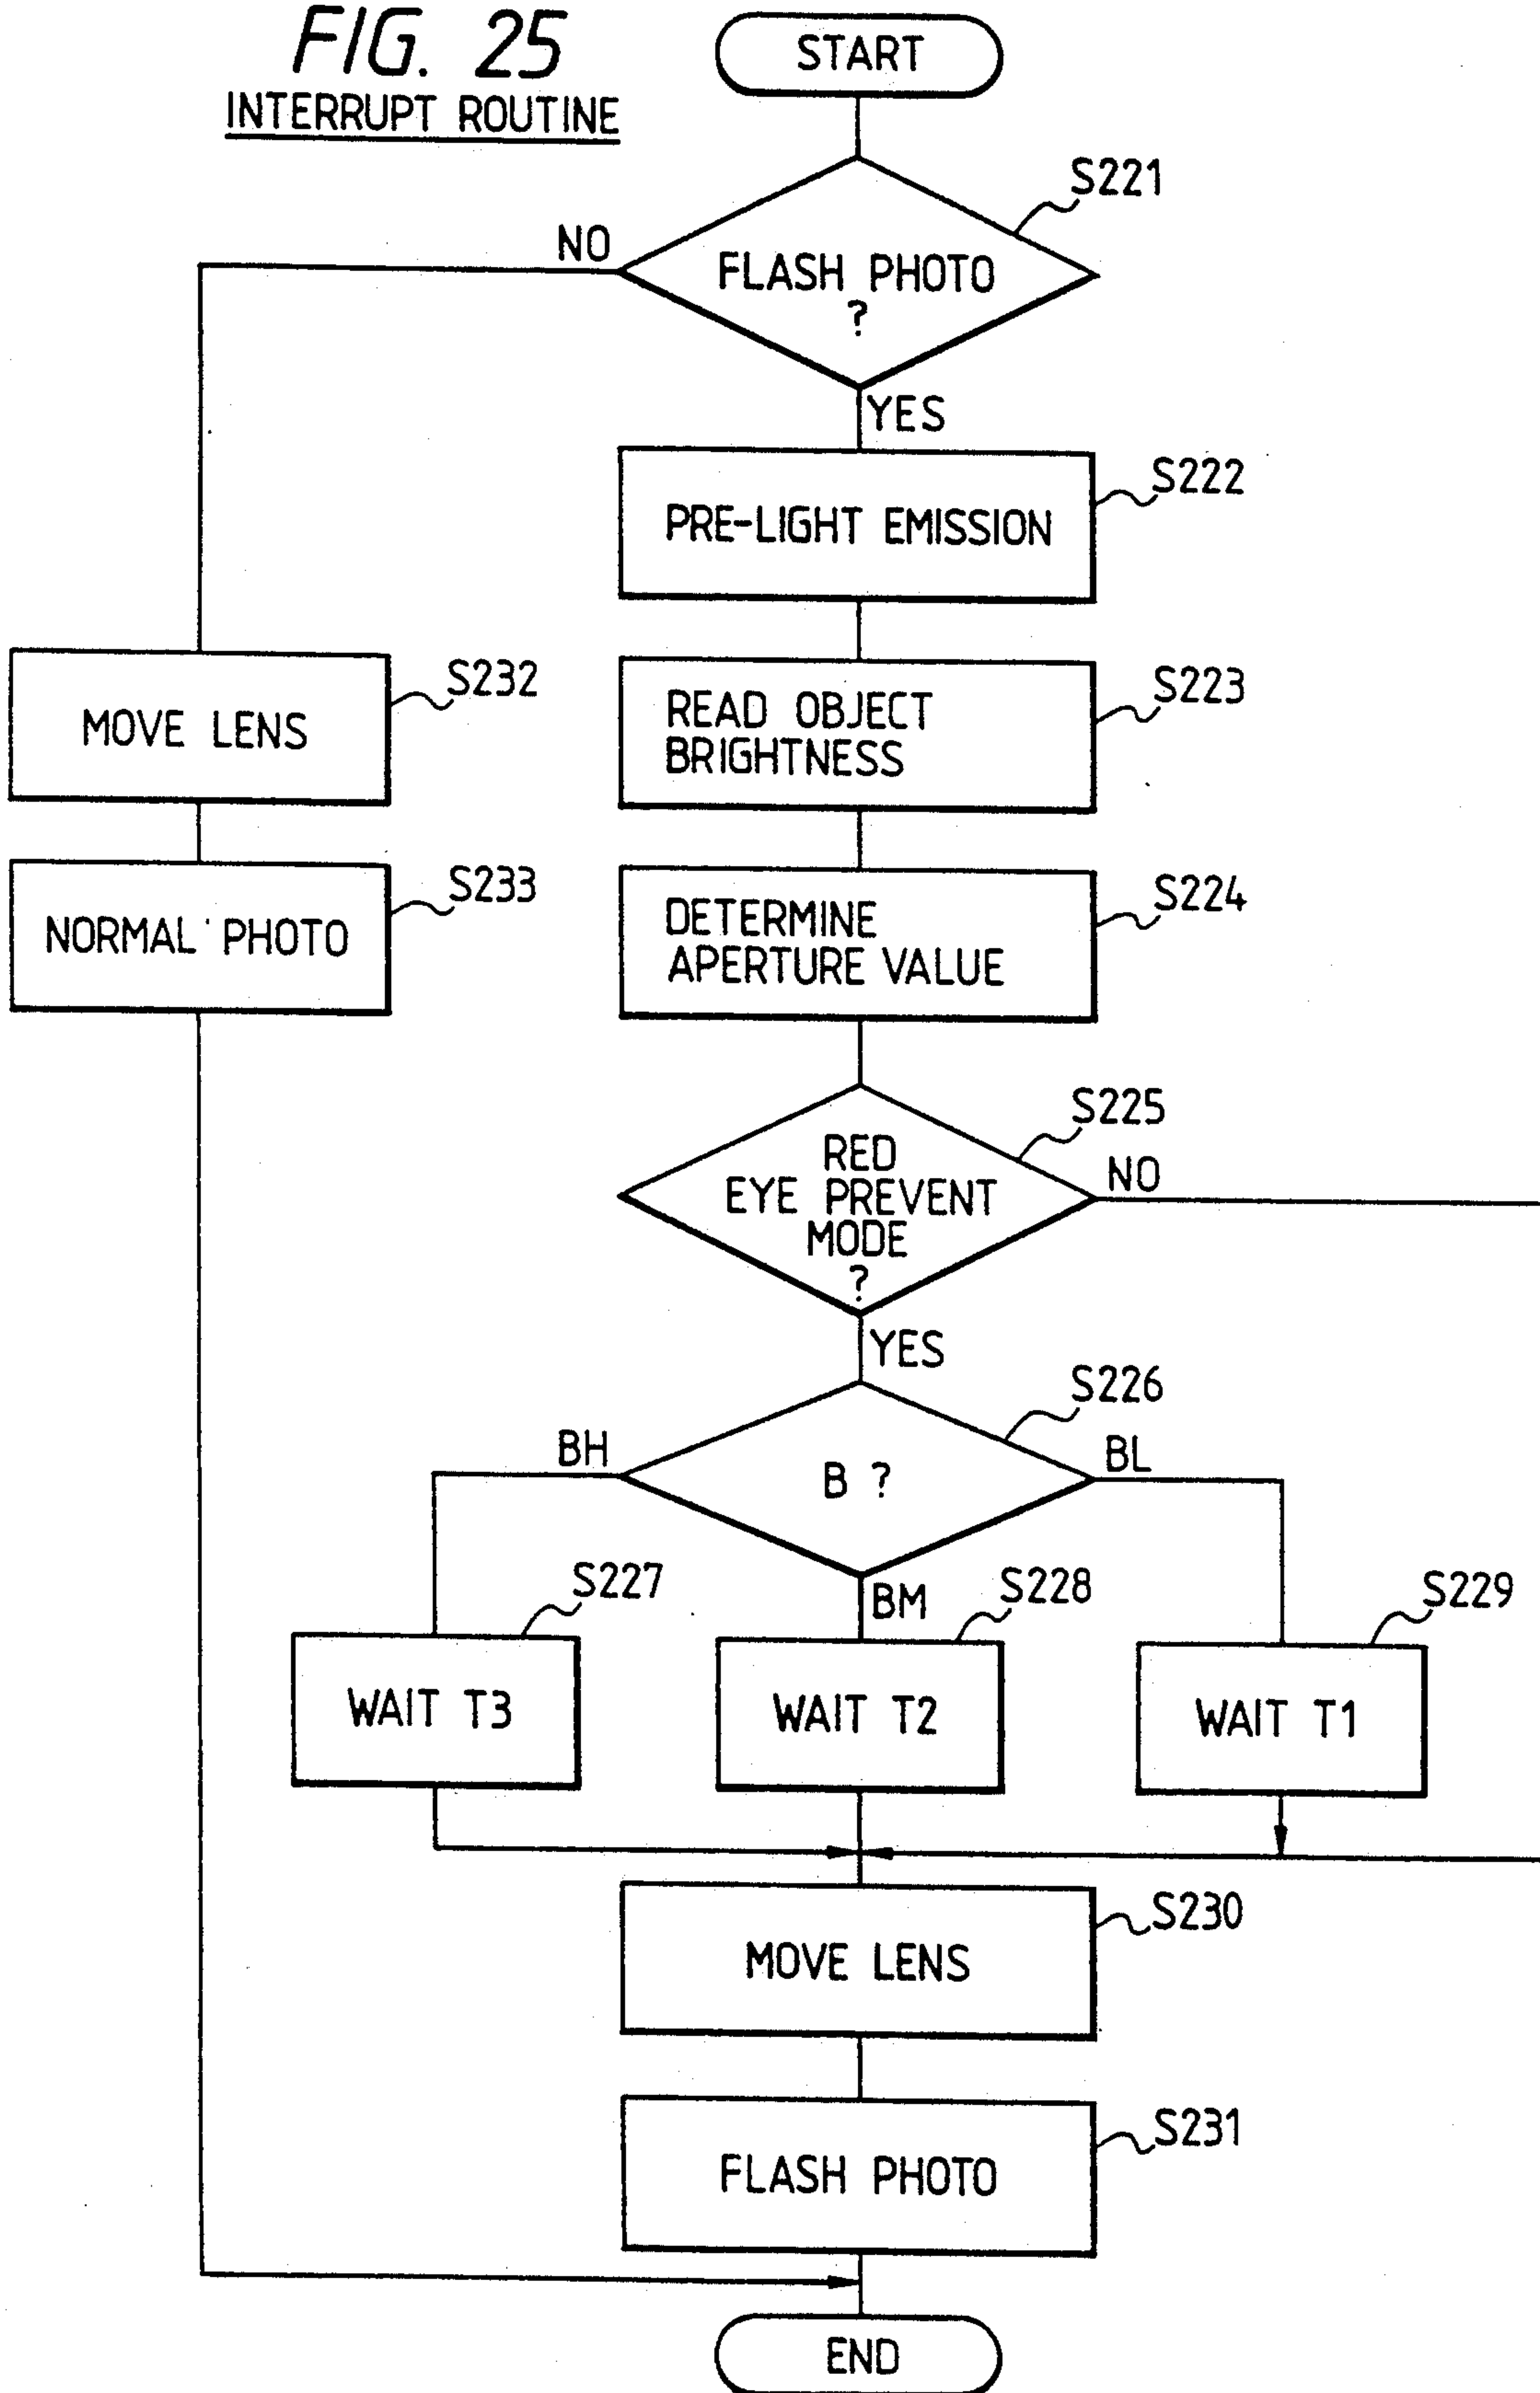 FIG. 25
INTERRUPT ROUTINE
START
S221
NO
FLASH PHOTO
?
YES
S222
PRE-LIGHT EMISSION
S232
MOVE LENS
S223
READ OBJECT
BRIGHTNESS
S233
NORMAL PHOTO
S224
DETERMINE
APERTURE VALUE
S225
RED
EYE PREVENT
MODE
?
NO
YES
S226
BH
B ?
BL
S227
BM
S228
S229
WAIT T3
WAIT T2
WAIT T1
S230
MOVE LENS
S231
FLASH PHOTO
END